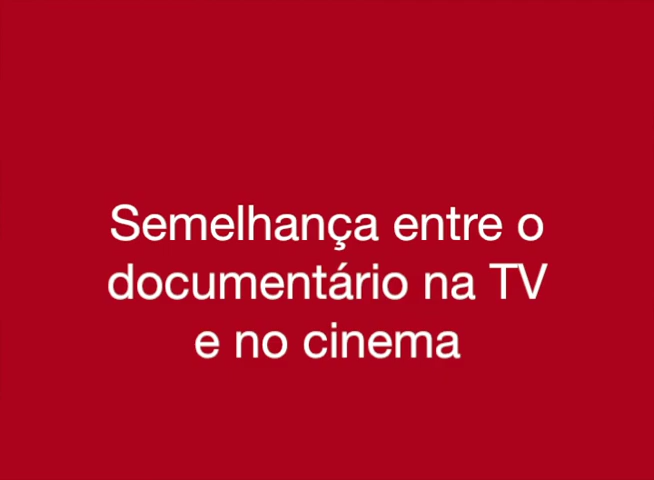 Semelhança entre o
documentário na TV
e no cinema